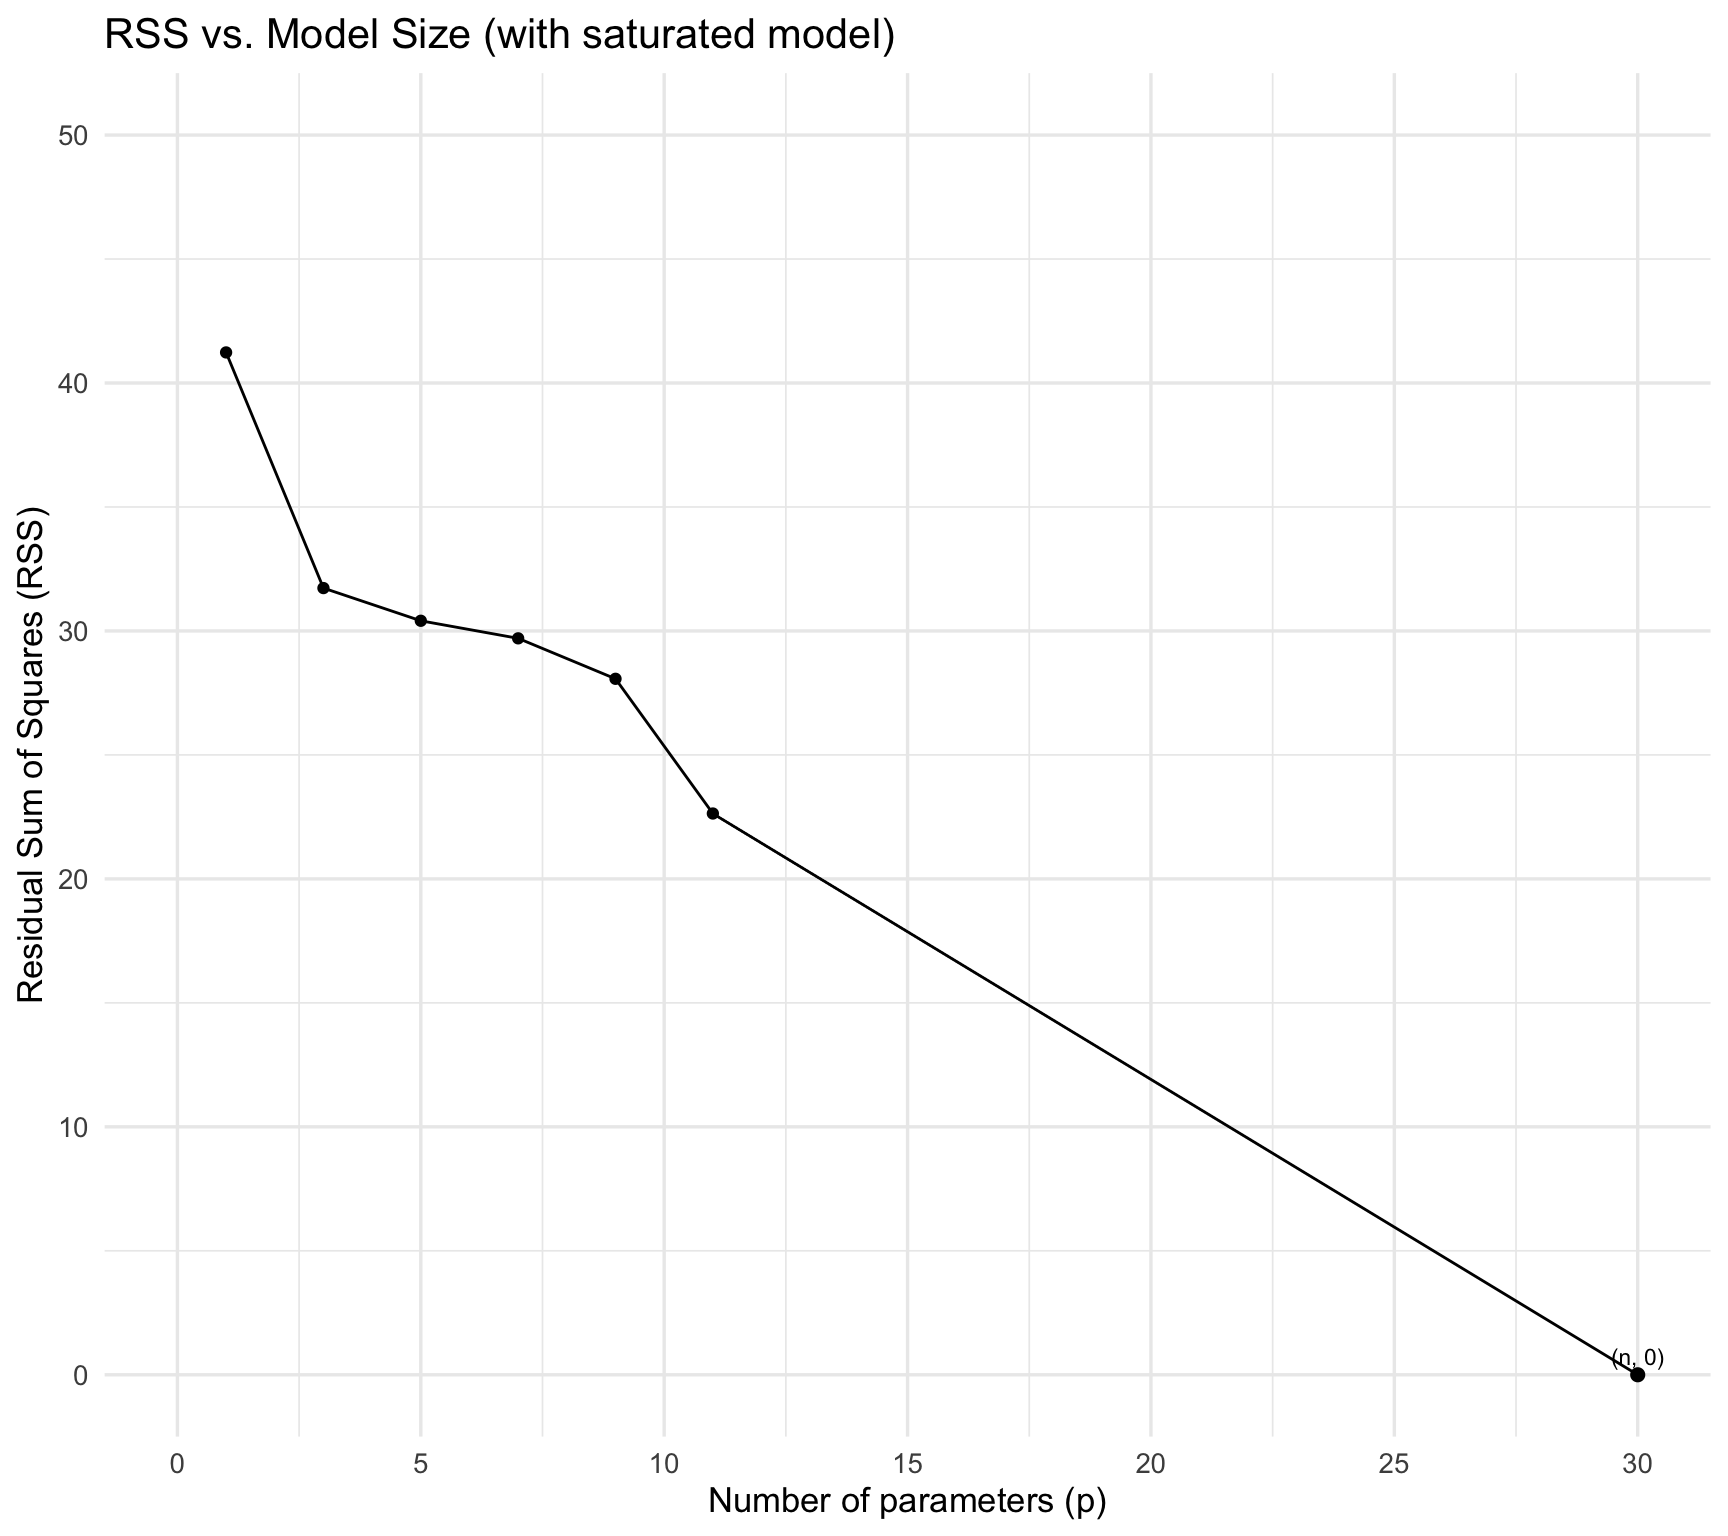 RSS vs. Model Size (with saturated model)
Residual Sum of Squares (RSS)
50
40
30
20
10
0
(n, 0)
0 5 10 15 20 25 30
Number of parameters (p)